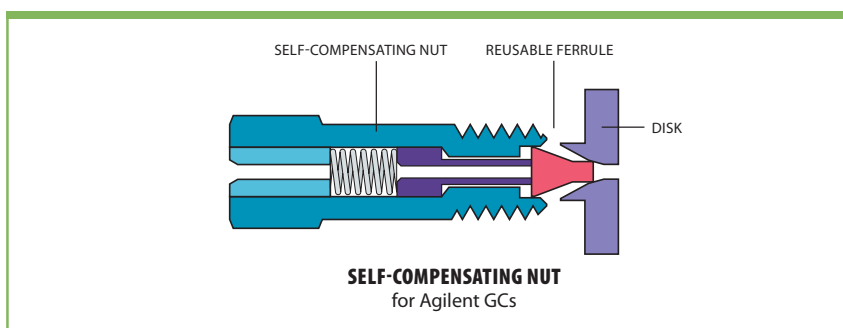 SELF-COMPENSATING NUT
REUSABLE FERRULE
DISK
SELF-COMPENSATING NUT
for Agilent GCs